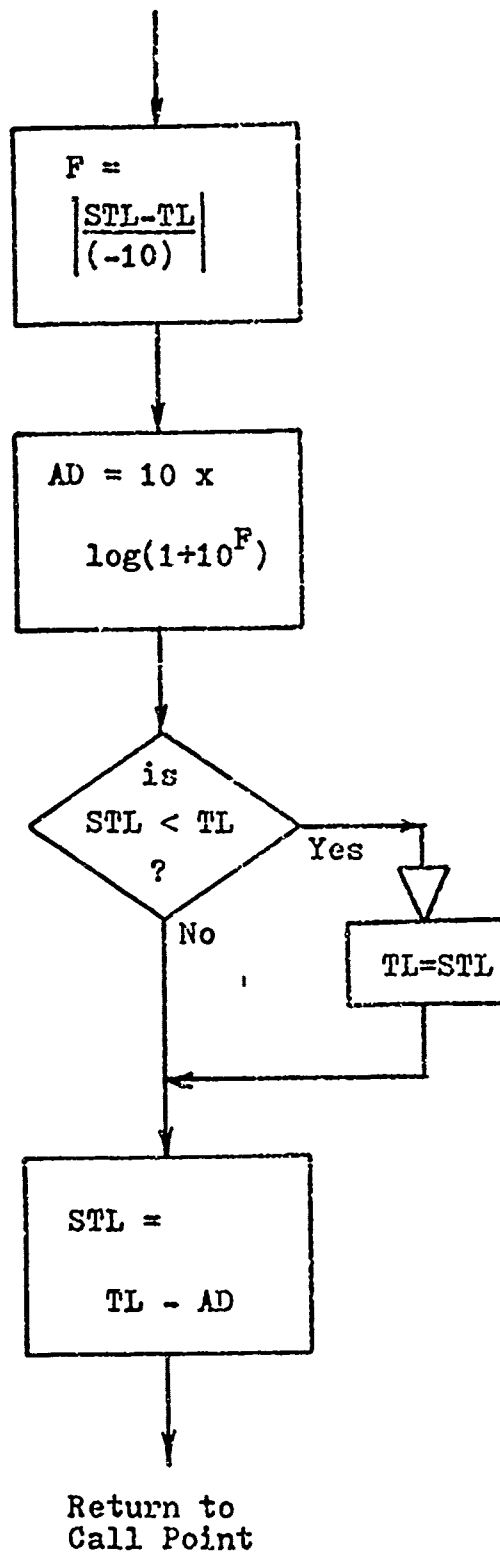 F =
|STL-TL|
|(-10)|
AD = 10 x
log(1+10^F)
is
STL < TL
?
Yes
No
TL=STL
STL =
TL - AD
Return to
Call Point